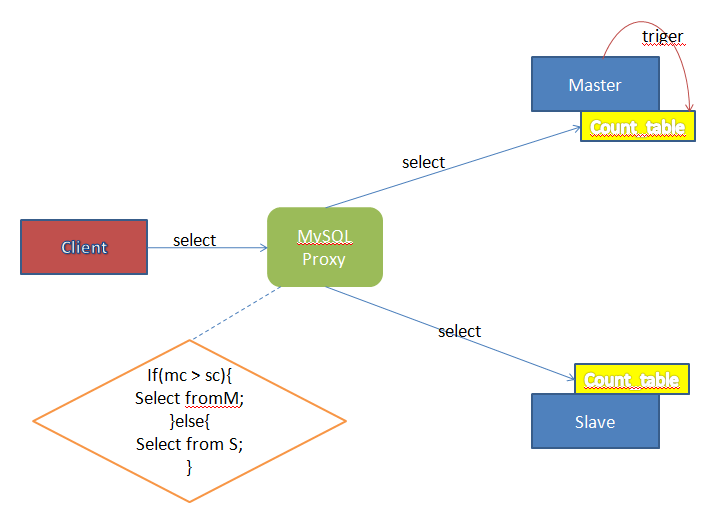 triger
Master
Count_table
select
Client
select
MySQL
Proxy
select
If(mc > sc){
Select fromM;
}else{
Select from S;
}
Count_table
Slave